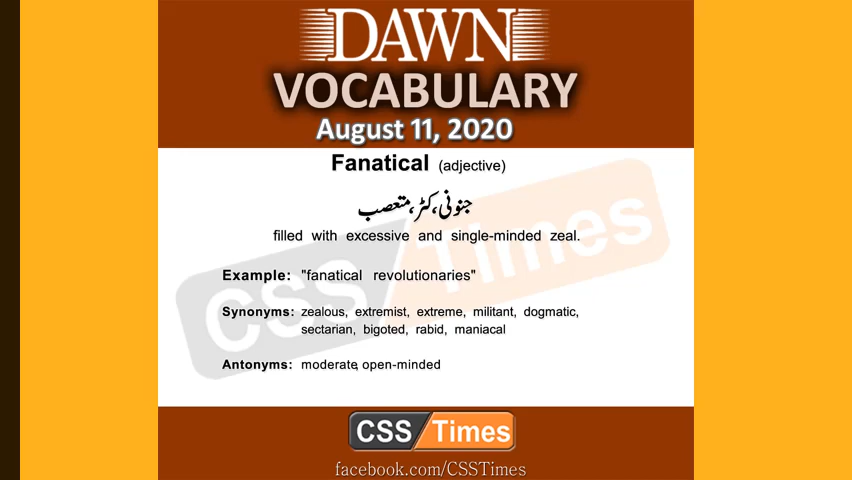 DAWN
VOCABULARY
August 11, 2020
Fanatical (adjective)
جنونی، کٹر، متعصب
filled with excessive and single-minded zeal.
Example: "fanatical revolutionaries"
Synonyms: zealous, extremist, extreme, militant, dogmatic,
sectarian, bigoted, rabid, maniacal
Antonyms: moderate, open-minded
CSS Times
CSS Times
facebook.com/CSSTimes